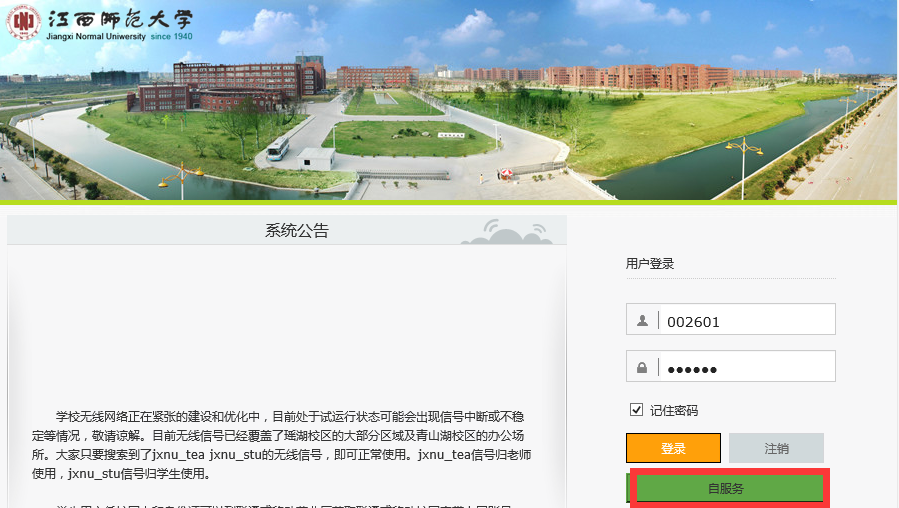 江西师范大学
Jiangxi Normal University since 1940
系统公告
用户登录
002601
记住密码
登录
注销
自服务
学校无线网络正在紧张的建设和优化中，目前处于试运行状态可能会出现信号中断或不稳
定等情况，敬请谅解。目前无线信号已经覆盖了瑶湖校区的大部分区域及青山湖校区的办公场
所。大家只要搜索到了jxnu_tea jxnu_stu的无线信号，即可正常使用。jxnu_tea信号归老师
使用，jxnu_stu信号归学生使用。